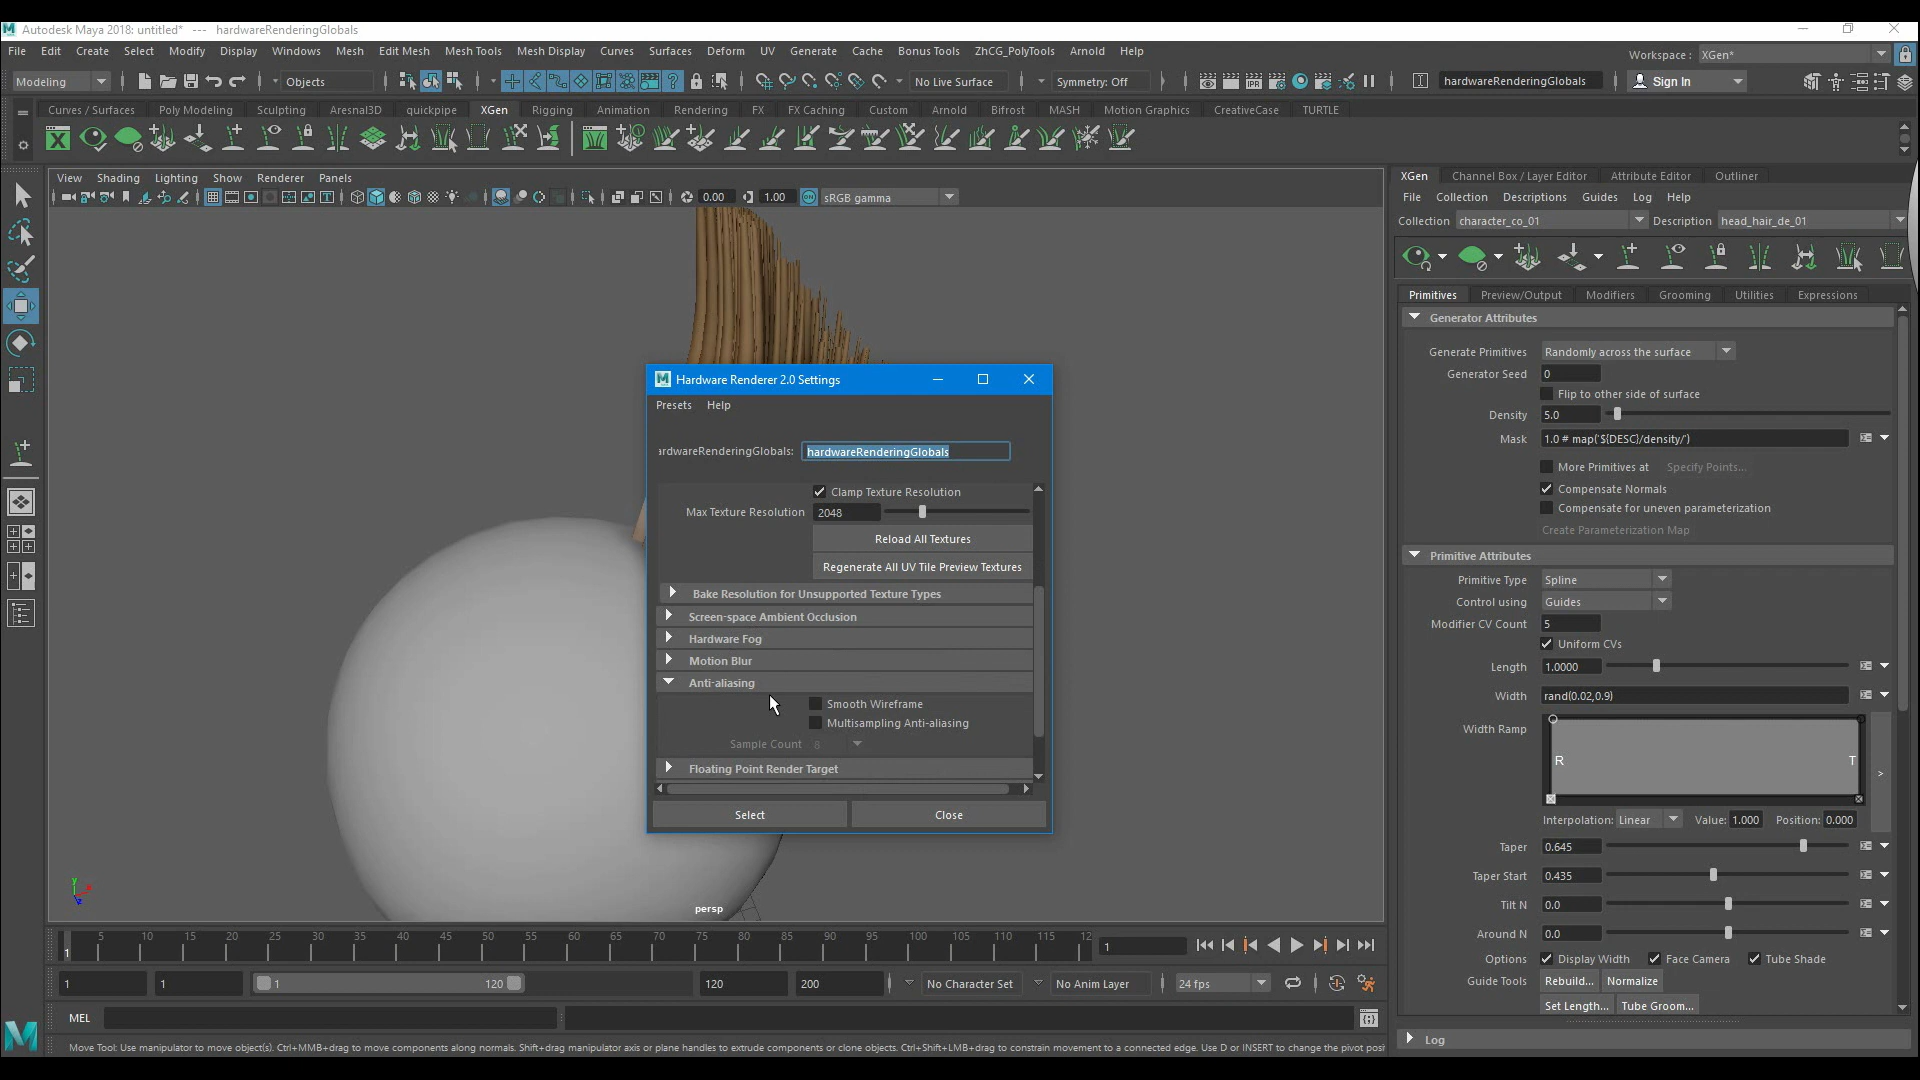 Autodesk Maya 2018: untitled* --- hardwareRenderingGlobals
File Edit Create Select Modify Display Windows Mesh Edit Mesh Mesh Tools Mesh Display Curves Surfaces Deform UV Generate Cache Bonus Tools ZhCG_PolyTools Arnold Help
Workspace : XGen*
Modeling Objects No Live Surface Symmetry: Off hardwareRenderingGlobals Sign In
Curves / Surfaces Poly Modeling Sculpting Aresnal3D quickpipe XGen Rigging Animation Rendering FX FX Caching Custom Arnold Bifrost MASH Motion Graphics CreativeCase TURTLE
View Shading Lighting Show Renderer Panels
0.00 1.00 sRGB gamma
XGen Channel Box / Layer Editor Attribute Editor Outliner
File Collection Descriptions Guides Log Help
Collection character_co_01 Description head_hair_de_01
Primitives Preview/Output Modifiers Grooming Utilities Expressions
Generator Attributes
Generate Primitives Randomly across the surface
Generator Seed 0
Flip to other side of surface
Density 5.0
Mask 1.0 # map('${DESC}/density/')
More Primitives at Specify Points...
Compensate Normals
Compensate for uneven parameterization
Create Parameterization Map
Primitive Attributes
Primitive Type Spline
Control using Guides
Modifier CV Count 5
Uniform CVs
Length 1.0000
Width rand(0.02,0.9)
Width Ramp
R T
>
Interpolation: Linear Value: 1.000 Position: 0.000
Taper 0.645
Taper Start 0.435
Tilt N 0.0
Around N 0.0
Options Display Width Face Camera Tube Shade
Guide Tools Rebuild... Normalize
Set Length... Tube Groom...
Log
Hardware Renderer 2.0 Settings
Presets Help
ardwareRenderingGlobals: hardwareRenderingGlobals
Clamp Texture Resolution
Max Texture Resolution 2048
Reload All Textures
Regenerate All UV Tile Preview Textures
Bake Resolution for Unsupported Texture Types
Screen-space Ambient Occlusion
Hardware Fog
Motion Blur
Anti-aliasing
Smooth Wireframe
Multisampling Anti-aliasing
Sample Count 8
Floating Point Render Target
Select Close
persp
1 5 10 15 20 25 30 35 40 45 50 55 60 65 70 75 80 85 90 95 100 105 110 115 12 1
1 1 1 120 120 200 No Character Set No Anim Layer 24 fps
MEL
Move Tool: Use manipulator to move object(s). Ctrl+MMB+drag to move components along normals. Shift+drag manipulator axis or plane handles to extrude components or clone objects. Ctrl+Shift+LMB+drag to constrain movement to a connected edge. Use D or INSERT to change the pivot posi